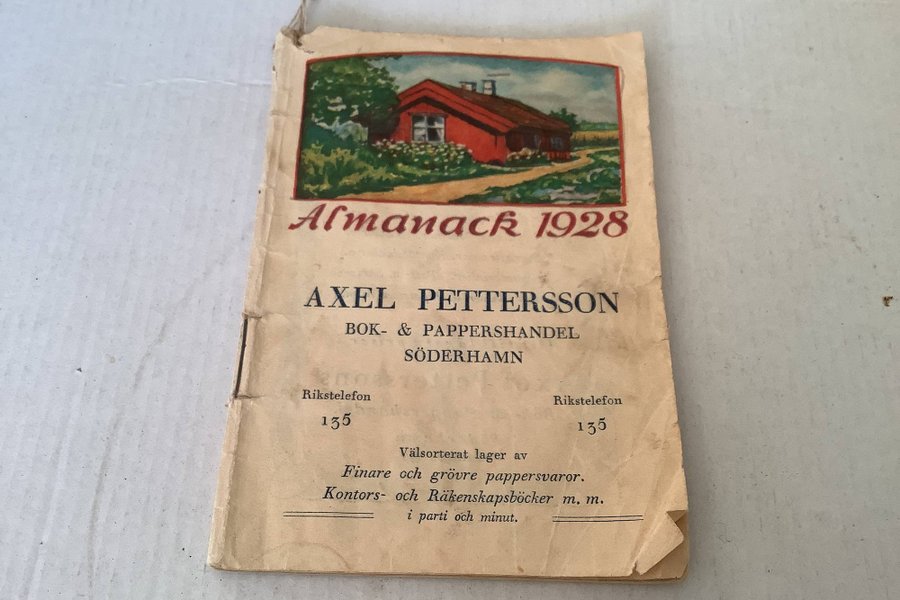 Almanack 1928
AXEL PETTERSSON
BOK- & PAPPERSHANDEL
SÖDERHAMN
Rikstelefon Rikstelefon
135 135
Välsorterat lager av
Finare och grövre pappersvaror.
Kontors- och Räkenskapsböcker m. m.
i parti och minut.